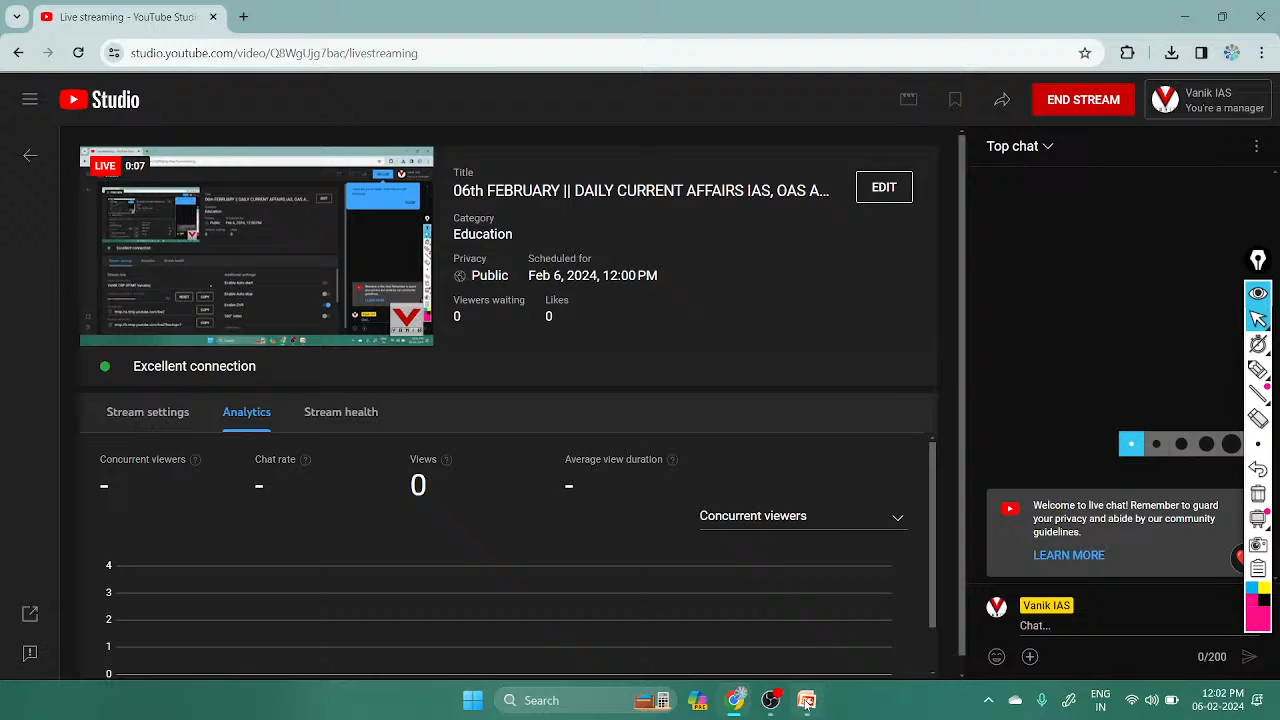 Live streaming - YouTube Studio
studio.youtube.com/video/Q8WgUjg7bac/livestreaming
Studio
END STREAM
Vanik IAS
You're a manager
LIVE 0:07
Title
06th FEBRUARY || DAILY CURRENT AFFAIRS IAS, OAS A...
EDIT
Category
Education
Privacy
Public
Scheduled for
Feb 6, 2024, 12:00 PM
Viewers waiting
0
Likes
0
Excellent connection
Stream settings
Analytics
Stream health
Concurrent viewers
-
Chat rate
-
Views
0
Average view duration
-
Concurrent viewers
4
3
2
1
0
Top chat
Welcome to live chat! Remember to guard
your privacy and abide by our community
guidelines.
LEARN MORE
Vanik IAS
Chat...
0/200
Search
ENG
IN
12:02 PM
06-02-2024